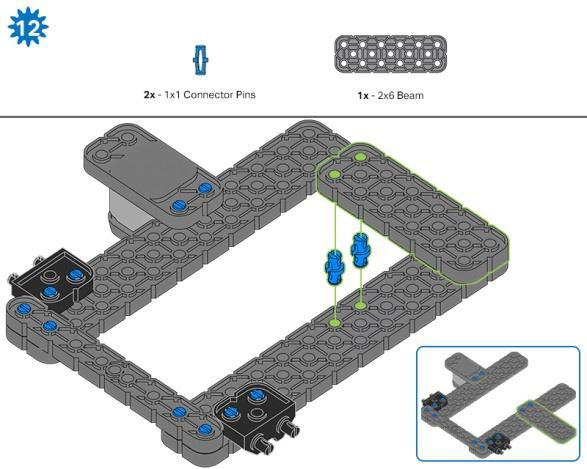 12
2x - 1x1 Connector Pins
1x - 2x6 Beam